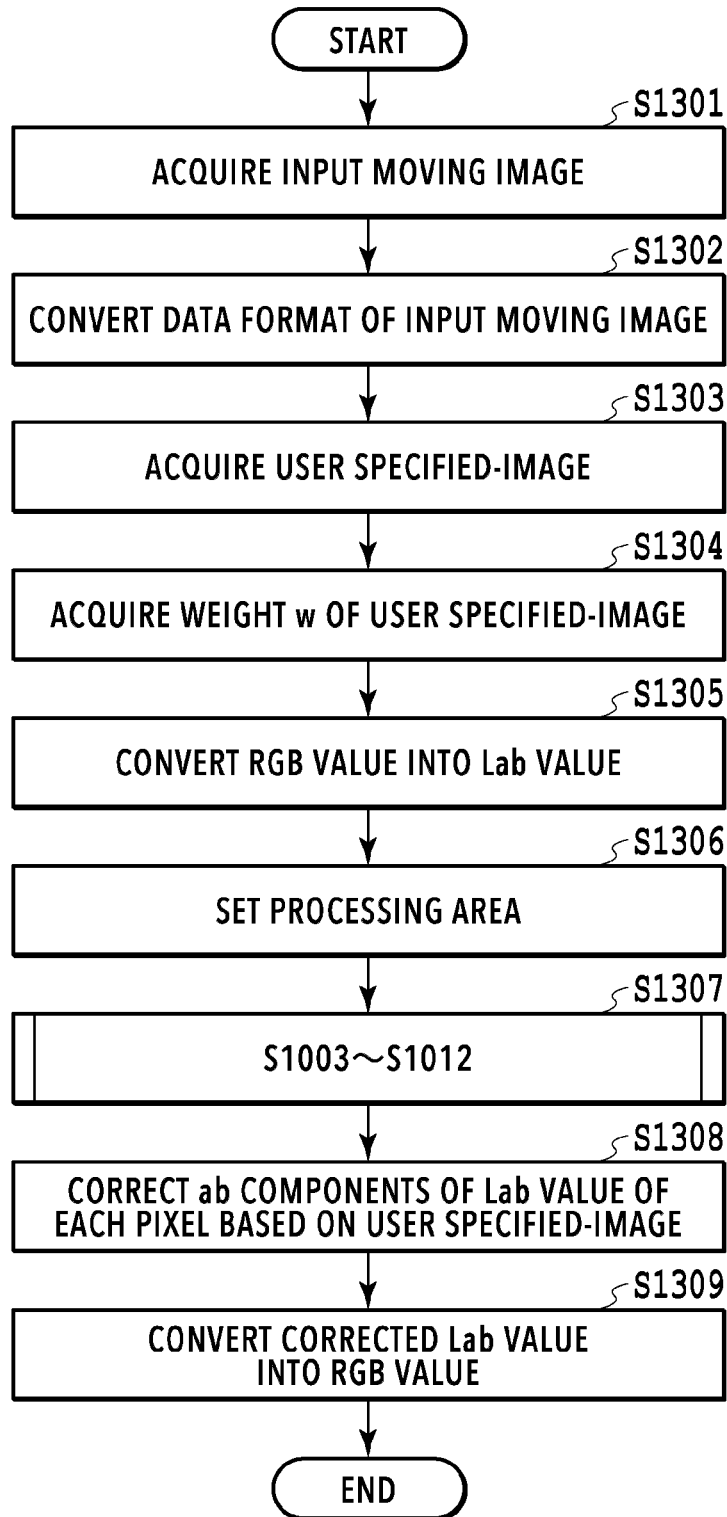 START
S1301
ACQUIRE INPUT MOVING IMAGE
S1302
CONVERT DATA FORMAT OF INPUT MOVING IMAGE
S1303
ACQUIRE USER SPECIFIED-IMAGE
S1304
ACQUIRE WEIGHT w OF USER SPECIFIED-IMAGE
S1305
CONVERT RGB VALUE INTO Lab VALUE
S1306
SET PROCESSING AREA
S1307
S1003～S1012
S1308
CORRECT ab COMPONENTS OF Lab VALUE OF
EACH PIXEL BASED ON USER SPECIFIED-IMAGE
S1309
CONVERT CORRECTED Lab VALUE
INTO RGB VALUE
END